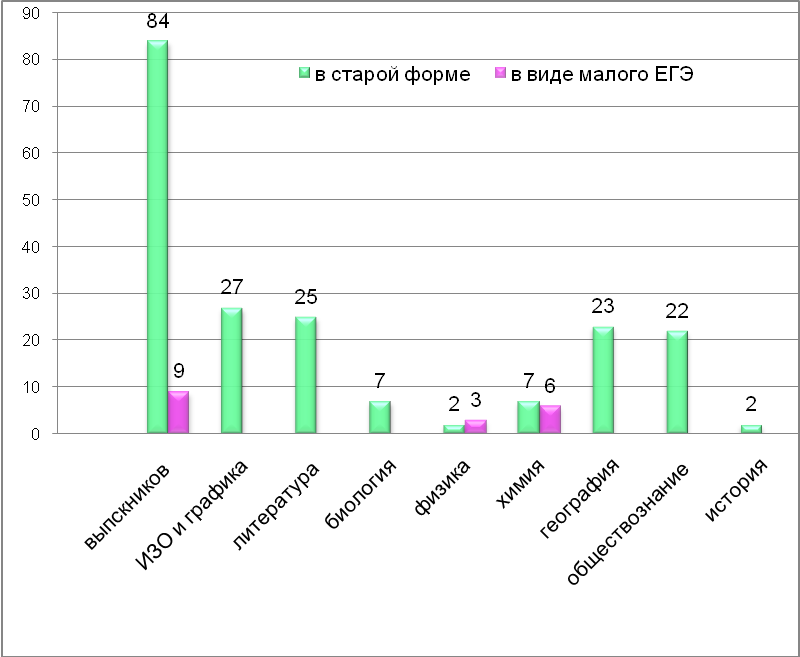 90
84
80
в старой форме в виде малого ЕГЭ
70
60
50
40
30
27
25
23
22
20
10
9
7
2
3
7
6
2
0
выпскников
ИЗО и графика
литература
биология
физика
химия
география
обществознание
история